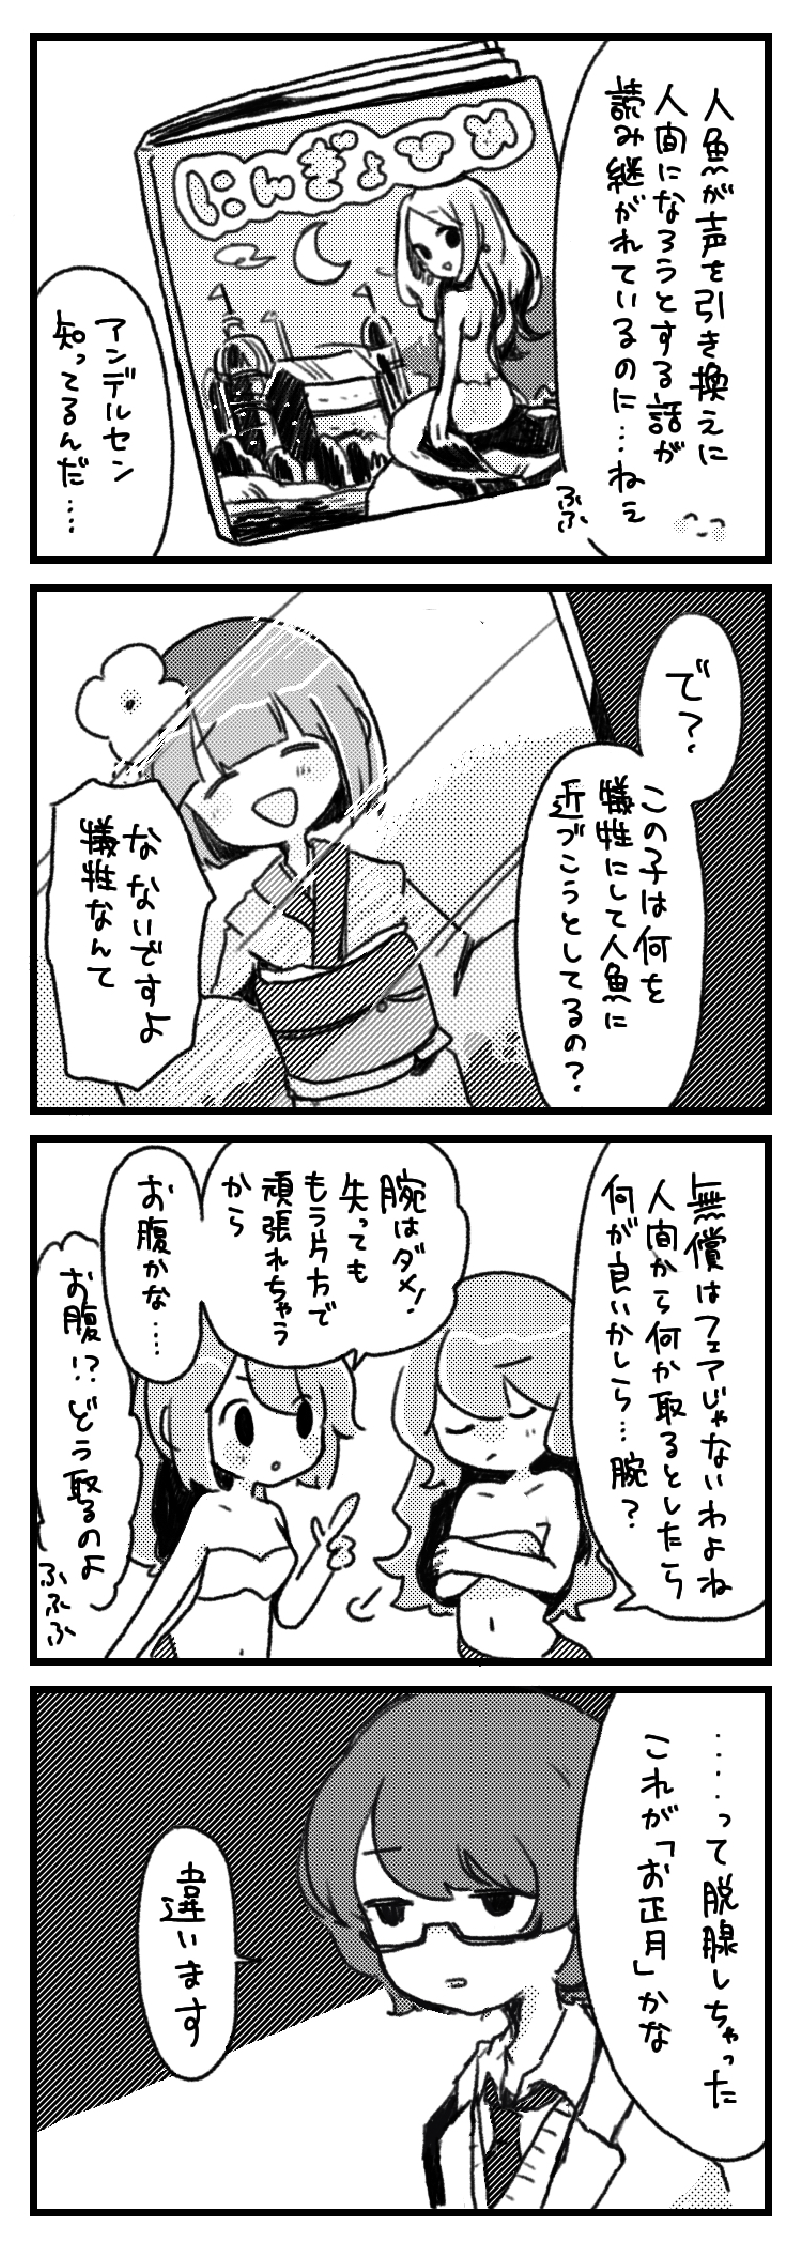 人魚が声を引き換えに
人間になろうとする話が
読み継がれているのに…ねぇ
ふふ
にんぎょひめ
アンデルセン
知ってるんだ….
で?
この子は何を
犠牲にして人魚に
近づこうとしてるの?
な ないですよ
犠牲なんて
無償はフェアじゃないわよね
人間から何か取るとしたら
何が良いかしら…腕?
腕はダメ!
失っても
もう片方で
頑張れちゃう
から
お腹かな….
お腹!?どう取るのよ
ふふふ
....って脱線しちゃった
これが「お正月」かな
違います